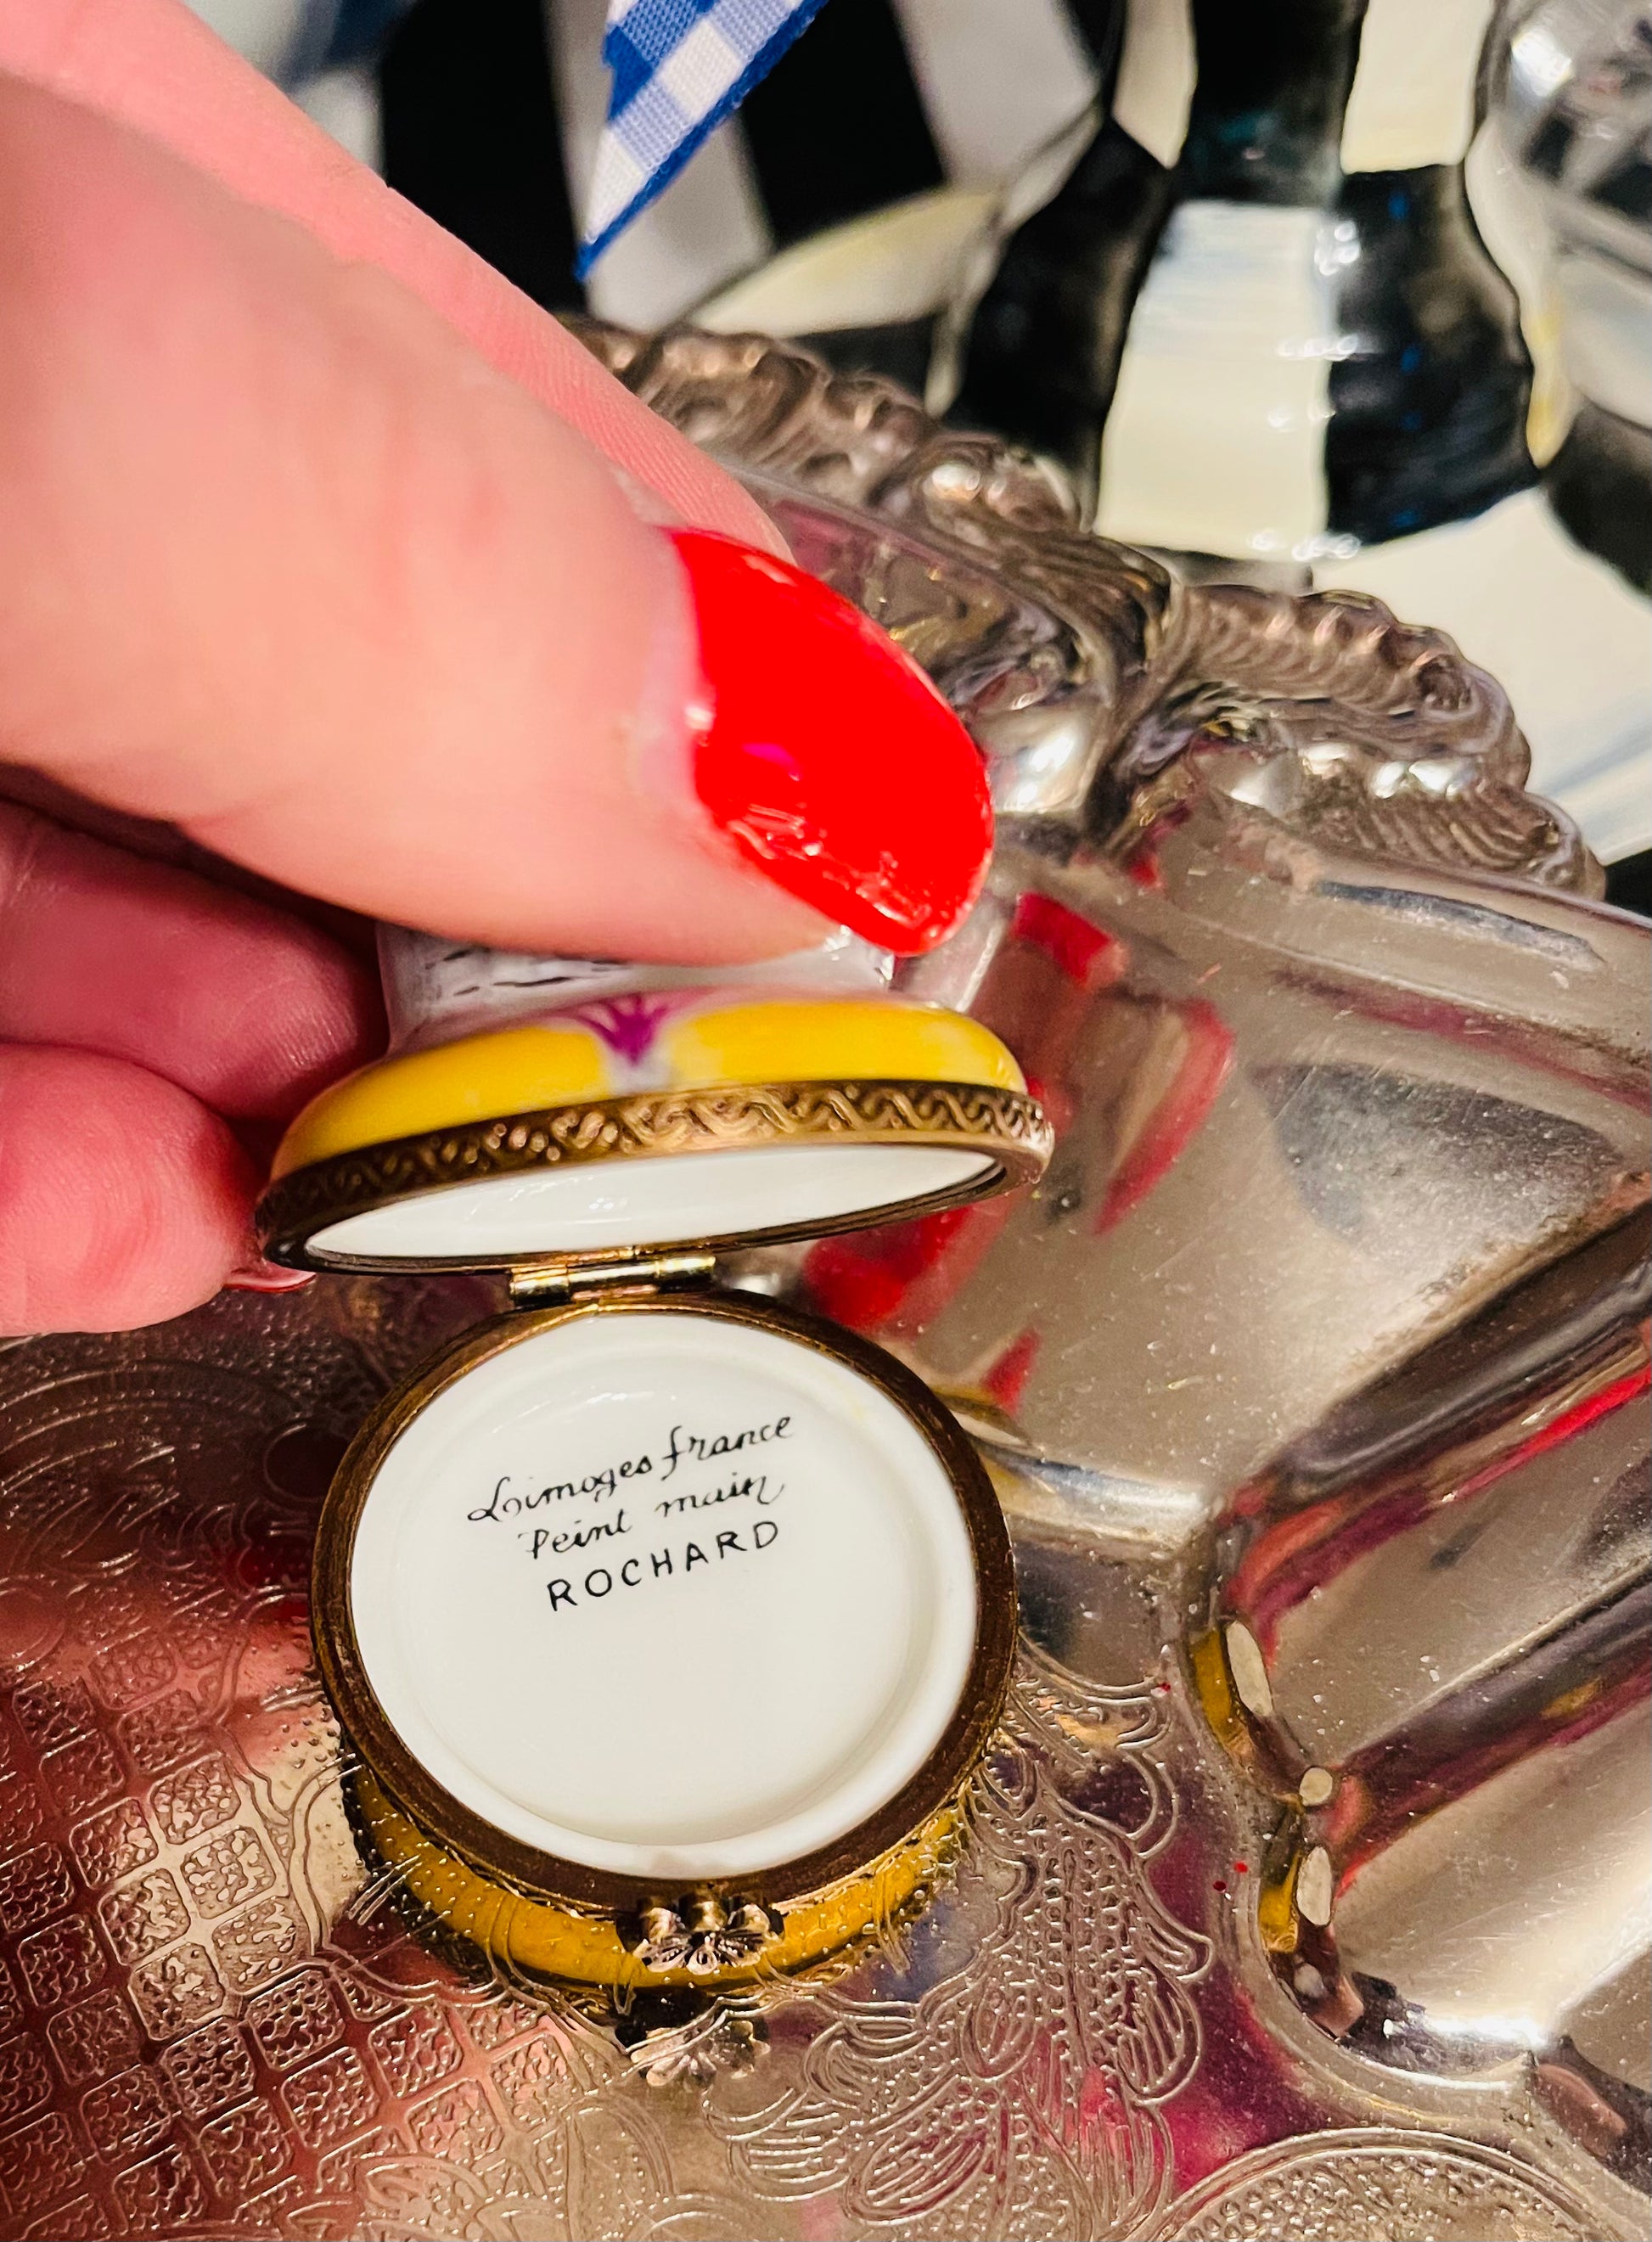 Limoges france
Peint main
ROCHARD